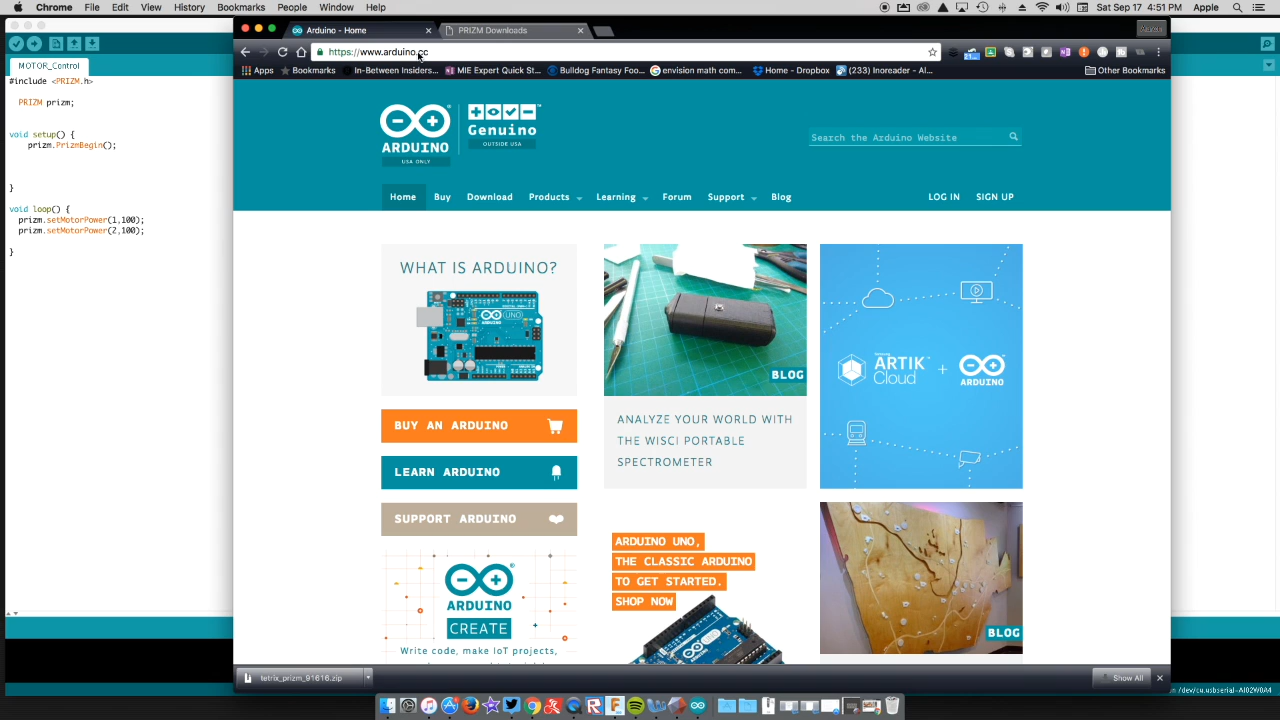 Chrome File Edit View History Bookmarks People Window Help
Sat Sep 17 4:51 PM Apple
Arduino - Home
PRIZM Downloads
https://www.arduino.cc
Apps Bookmarks In-Between Insiders... MIE Expert Quick St... Bulldog Fantasy Foo... envision math com... Home - Dropbox (233) Inoreader - Al... Other Bookmarks
MOTOR_Control
#include <PRIZM.h>
PRIZM prizm;
void setup() {
prizm.PrizmBegin();
}
void loop() {
prizm.setMotorPower(1,100);
prizm.setMotorPower(2,100);
}
ARDUINO
USA ONLY
Genuino
OUTSIDE USA
Search the Arduino Website
Home Buy Download Products Learning Forum Support Blog LOG IN SIGN UP
WHAT IS ARDUINO?
UNO
BUY AN ARDUINO
LEARN ARDUINO
SUPPORT ARDUINO
ARDUINO
CREATE
Write code, make IoT projects,
BLOG
ANALYZE YOUR WORLD WITH
THE WISCI PORTABLE
SPECTROMETER
ARDUINO UNO,
THE CLASSIC ARDUINO
TO GET STARTED.
SHOP NOW
ARTIK
Cloud
+
ARDUINO
BLOG
tetrix_prizm_91616.zip
Show All
on /dev/cu.usbserial-AI02W0A4